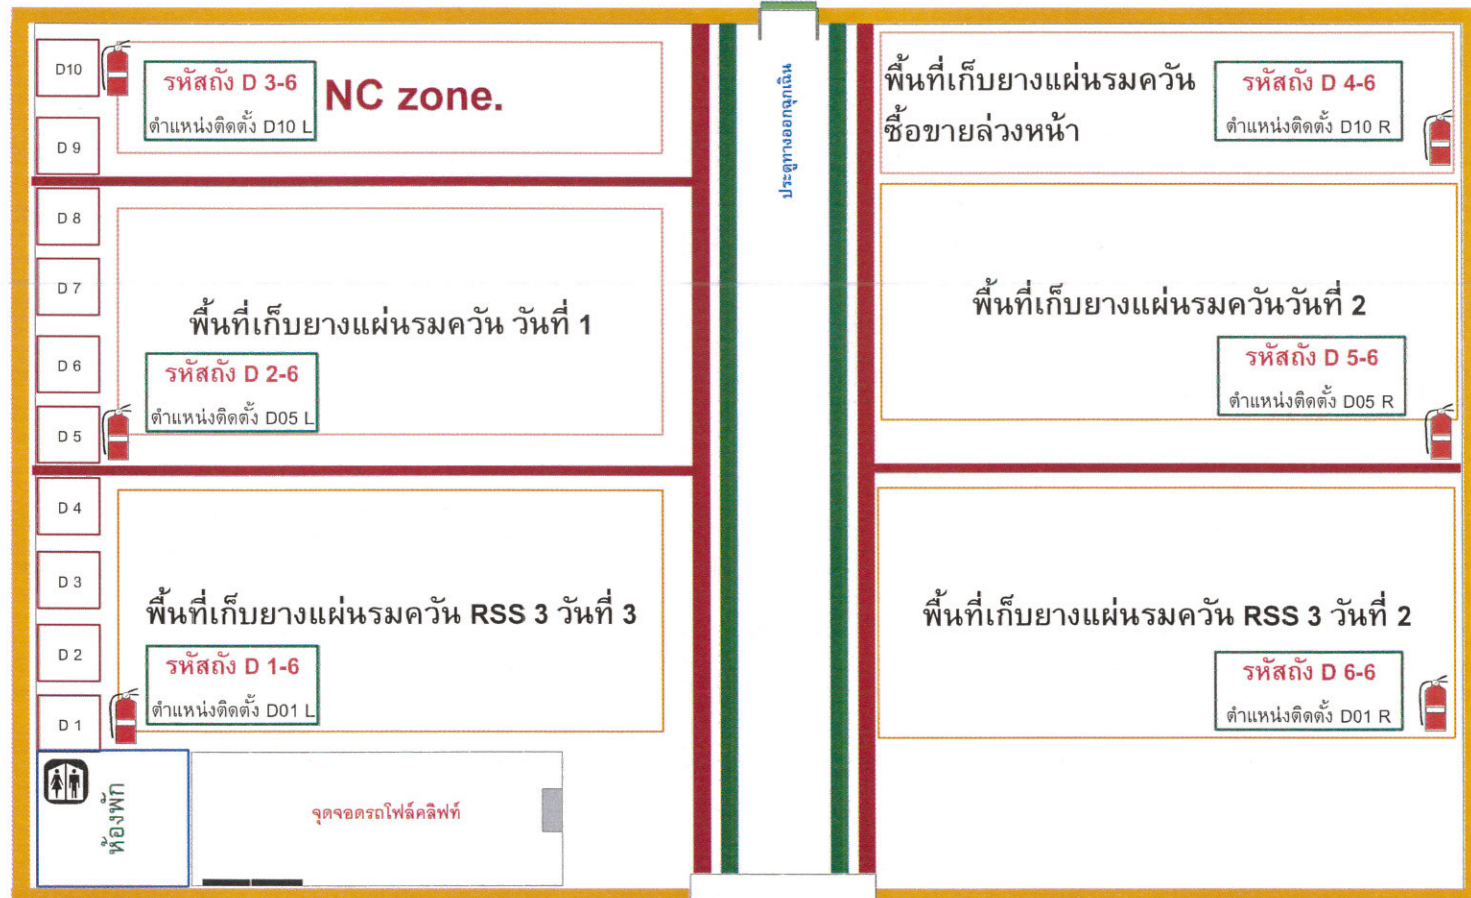 D10
รหัสถัง D 3-6
ตำแหน่งติดตั้ง D10 L
NC zone.
D 9
ประตูทางออกฉุกเฉิน
พื้นที่เก็บยางแผ่นรมควัน
ซื้อขายล่วงหน้า
รหัสถัง D 4-6
ตำแหน่งติดตั้ง D10 R
D 8
D 7
D 6
D 5
พื้นที่เก็บยางแผ่นรมควัน วันที่ 1
รหัสถัง D 2-6
ตำแหน่งติดตั้ง D05 L
พื้นที่เก็บยางแผ่นรมควันวันที่ 2
รหัสถัง D 5-6
ตำแหน่งติดตั้ง D05 R
D 4
D 3
D 2
D 1
พื้นที่เก็บยางแผ่นรมควัน RSS 3 วันที่ 3
รหัสถัง D 1-6
ตำแหน่งติดตั้ง D01 L
พื้นที่เก็บยางแผ่นรมควัน RSS 3 วันที่ 2
รหัสถัง D 6-6
ตำแหน่งติดตั้ง D01 R
ห้องพัก
จุดจอดรถโฟล์คลิฟท์